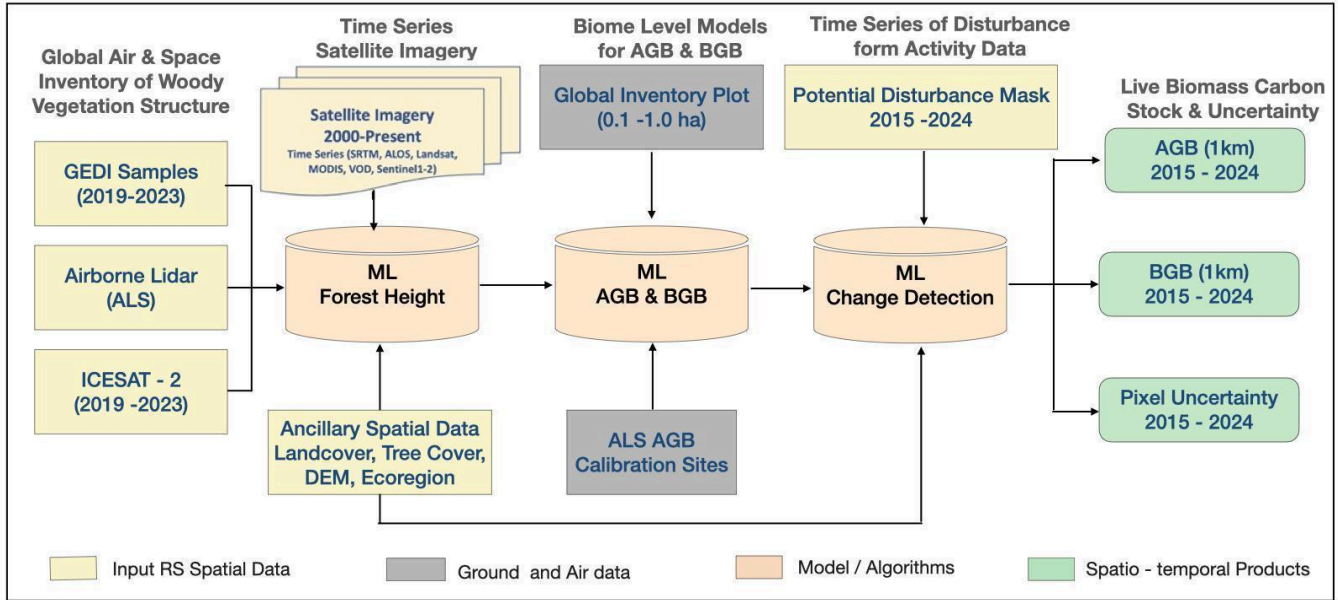 Global Air & Space
Inventory of Woody
Vegetation Structure
GEDI Samples
(2019-2023)
Airborne Lidar
(ALS)
ICESAT - 2
(2019 -2023)
Time Series
Satellite Imagery
Satellite Imagery
2000-Present
Time Series (SRTM, ALOS, Landsat,
MODIS, VOD, Sentinel1-2)
ML
Forest Height
Ancillary Spatial Data
Landcover, Tree Cover,
DEM, Ecoregion
Biome Level Models
for AGB & BGB
Global Inventory Plot
(0.1 -1.0 ha)
ML
AGB & BGB
ALS AGB
Calibration Sites
Time Series of Disturbance
form Activity Data
Potential Disturbance Mask
2015 -2024
ML
Change Detection
Live Biomass Carbon
Stock & Uncertainty
AGB (1km)
2015 - 2024
BGB (1km)
2015 - 2024
Pixel Uncertainty
2015 - 2024
Input RS Spatial Data
Ground and Air data
Model / Algorithms
Spatio - temporal Products